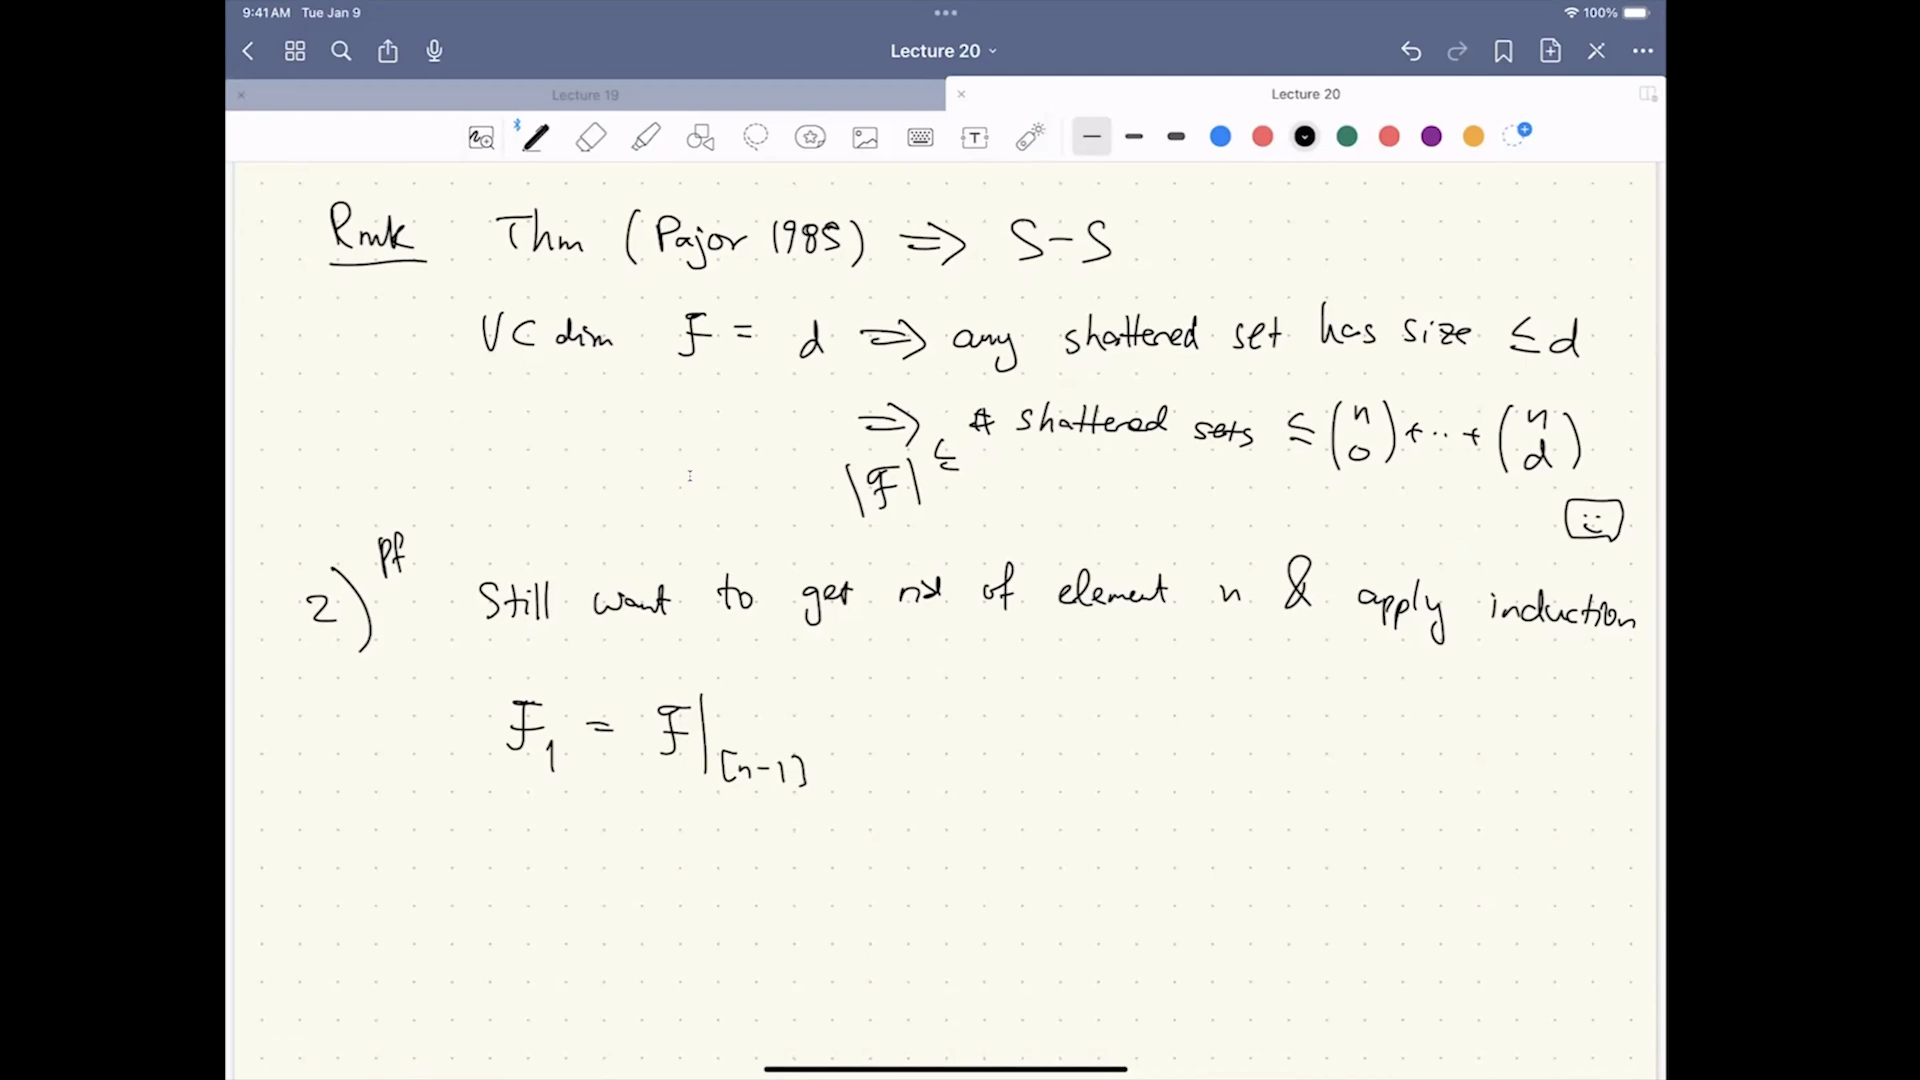 9:41 AM Tue Jan 9 100%
Lecture 20
Lecture 19 Lecture 20
Rmk Thm (Pajor 1985) ⇒ S-S
VC dim F = d ⇒ any shattered set has size ≤ d
⇒ # shattered sets ≤ (n 0) + ·· + (n d)
|F| ≤
2) pf Still want to get rid of element n & apply induction
F₁ = F|[n-1]